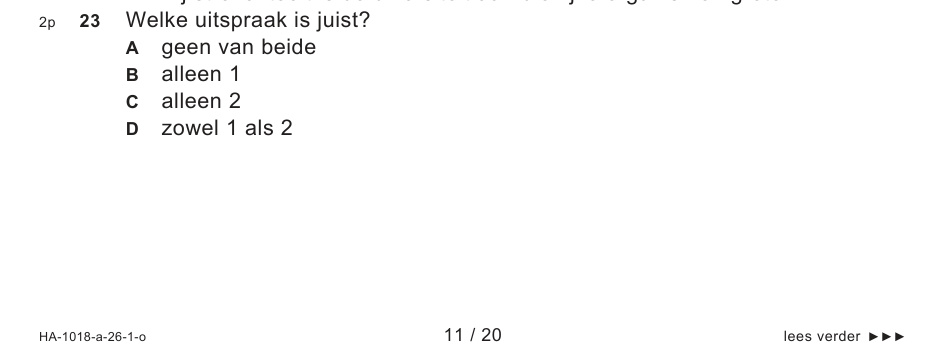 2p 23 Welke uitspraak is juist?
A geen van beide
B alleen 1
C alleen 2
D zowel 1 als 2
HA-1018-a-26-1-o 11 / 20 lees verder ►►►